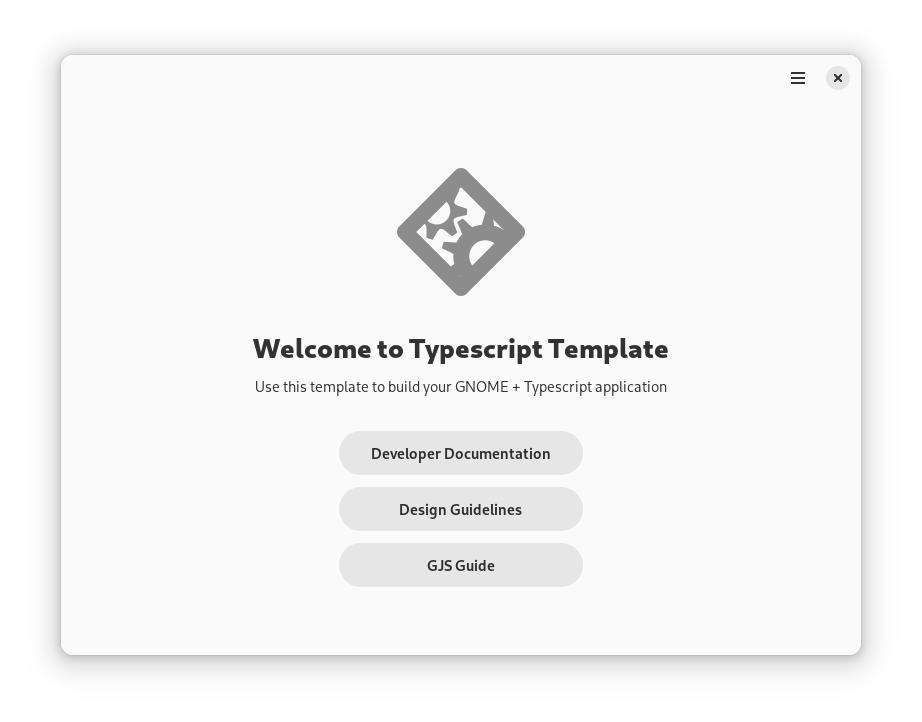 Welcome to Typescript Template
Use this template to build your GNOME + Typescript application
Developer Documentation
Design Guidelines
GJS Guide